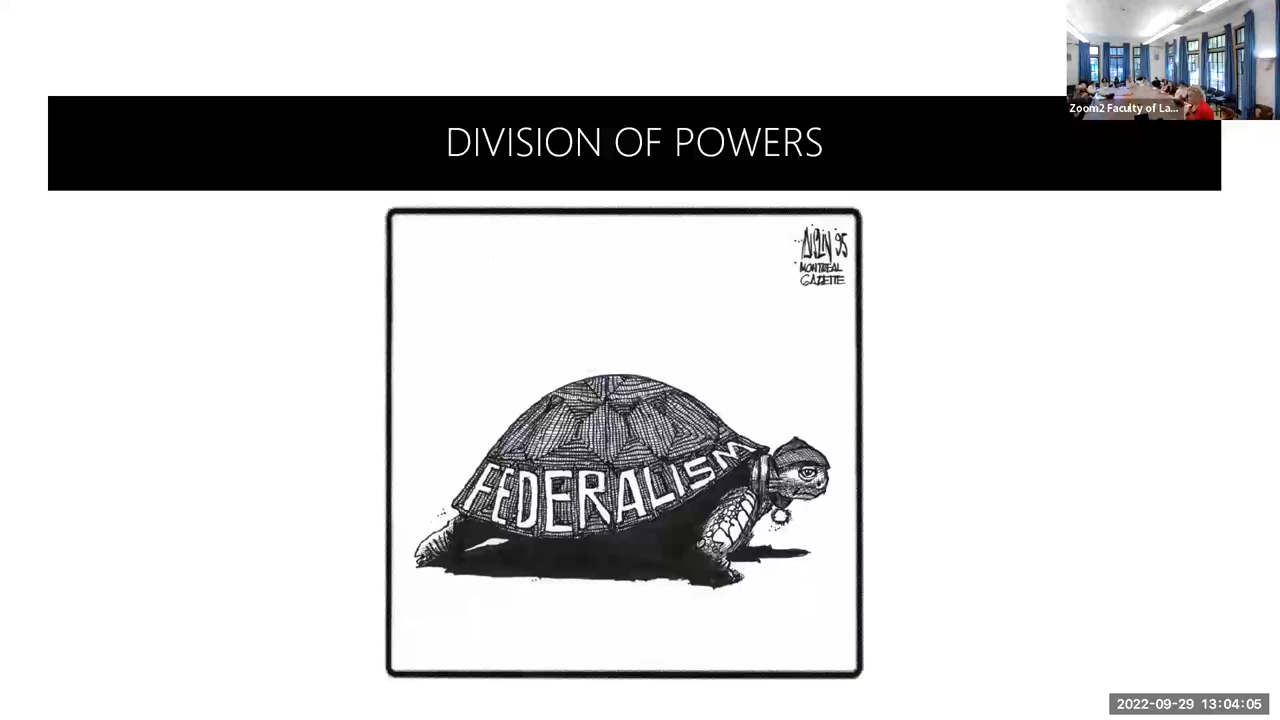 Zoom2 Faculty of La...
DIVISION OF POWERS
AISLIN '95
MONTREAL
GAZETTE
FEDERALISM
2022-09-29 13:04:05